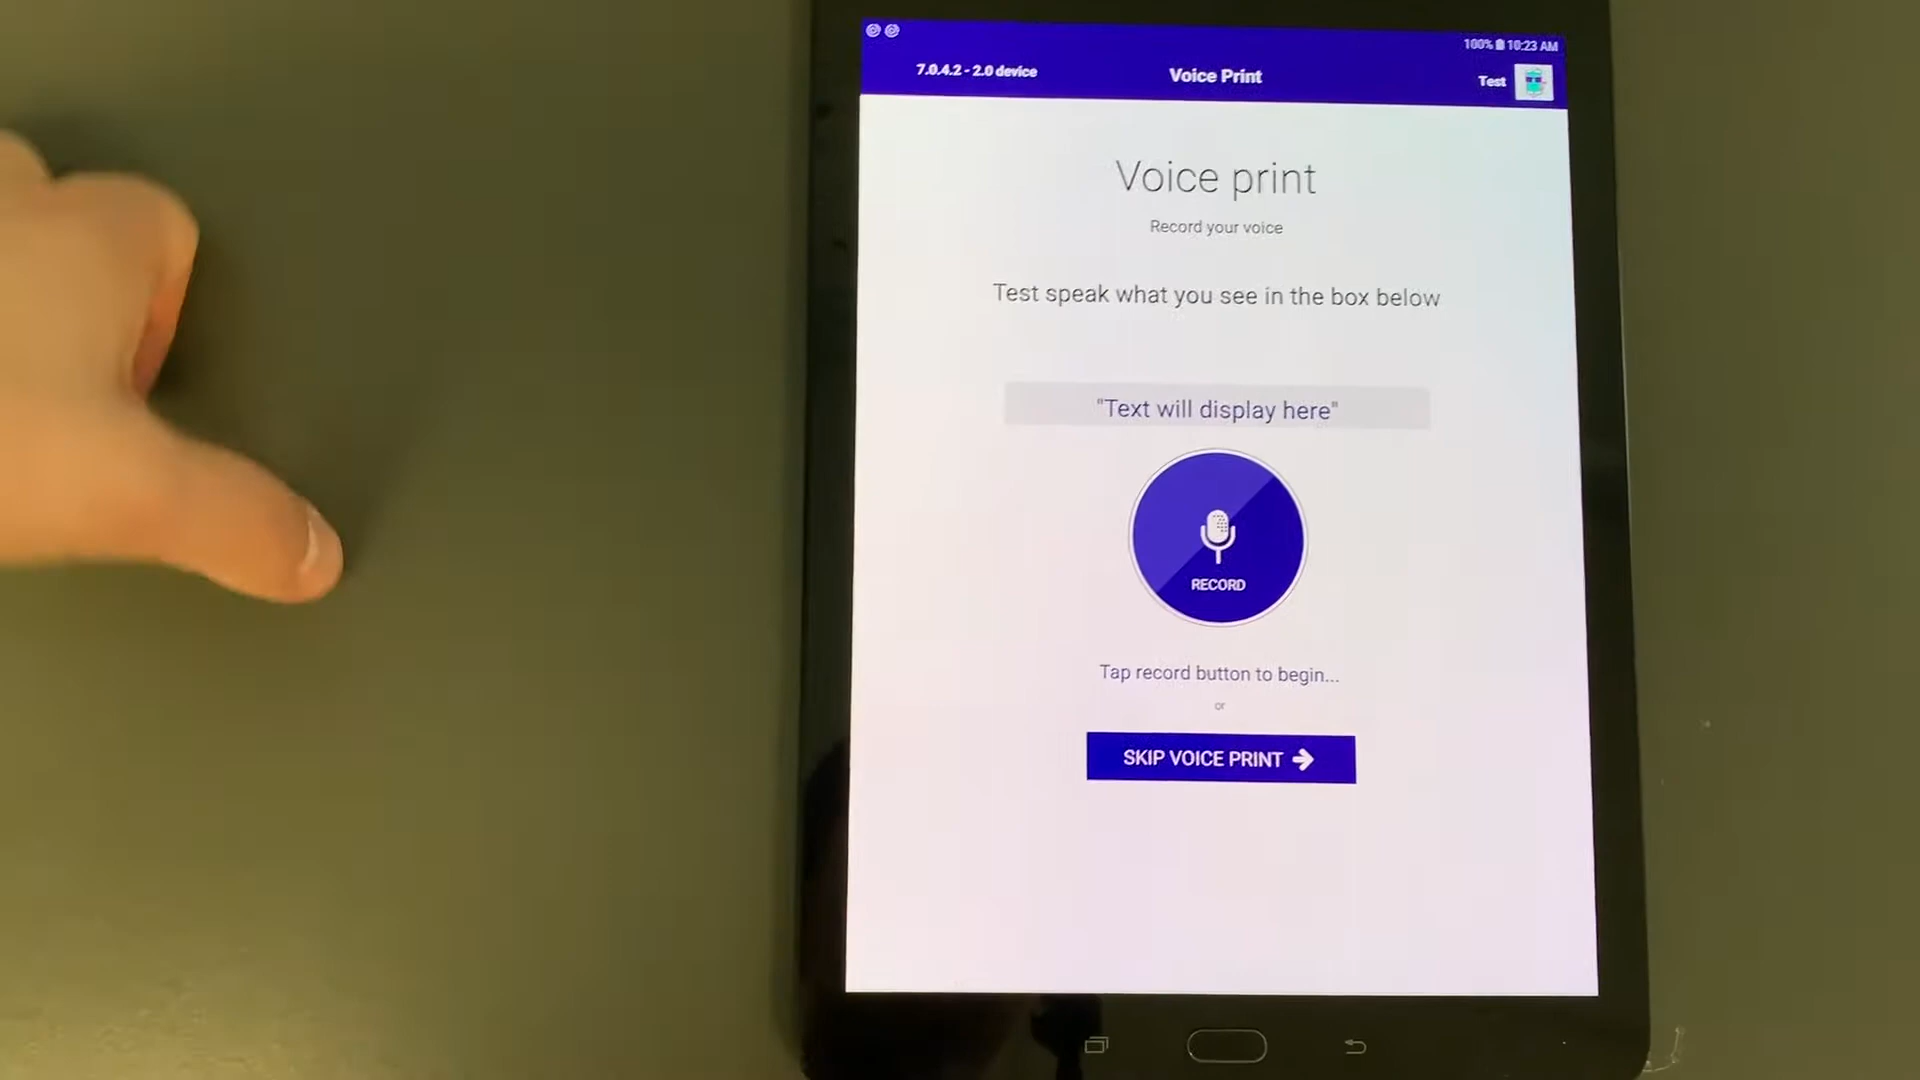 100% 10:23 AM
7.0.4.2 - 2.0 device
Voice Print
Test
Voice print
Record your voice
Test speak what you see in the box below
"Text will display here"
RECORD
Tap record button to begin...
or
SKIP VOICE PRINT